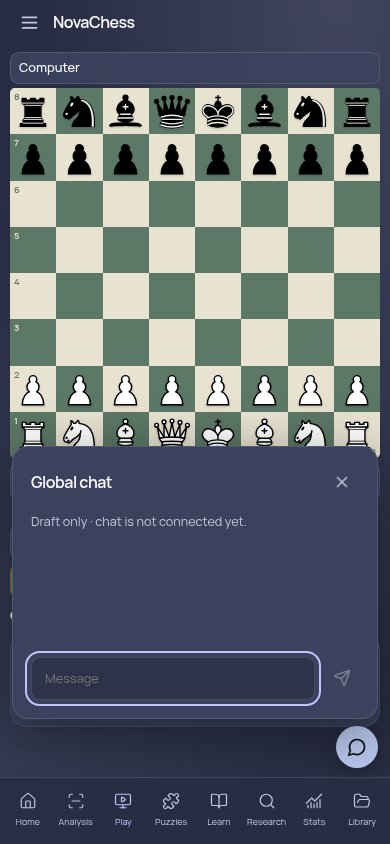 NovaChess
Computer
8
7
6
5
4
3
2
1
Global chat
Draft only · chat is not connected yet.
Message
Home Analysis Play Puzzles Learn Research Stats Library